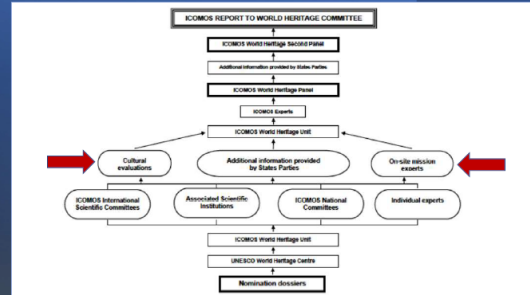 ICOMOS REPORT TO WORLD HERITAGE COMMITTEE
ICOMOS World Heritage Second Panel
Additional information provided by States Parties
ICOMOS World Heritage Panel
ICOMOS Experts
ICOMOS World Heritage Unit
Cultural
evaluations
Additional information provided
by States Parties
On-site mission
experts
ICOMOS International
Scientific Committees
Associated Scientific
Institutions
ICOMOS National
Committees
Individual experts
ICOMOS World Heritage Unit
UNESCO World Heritage Centre
Nomination dossiers